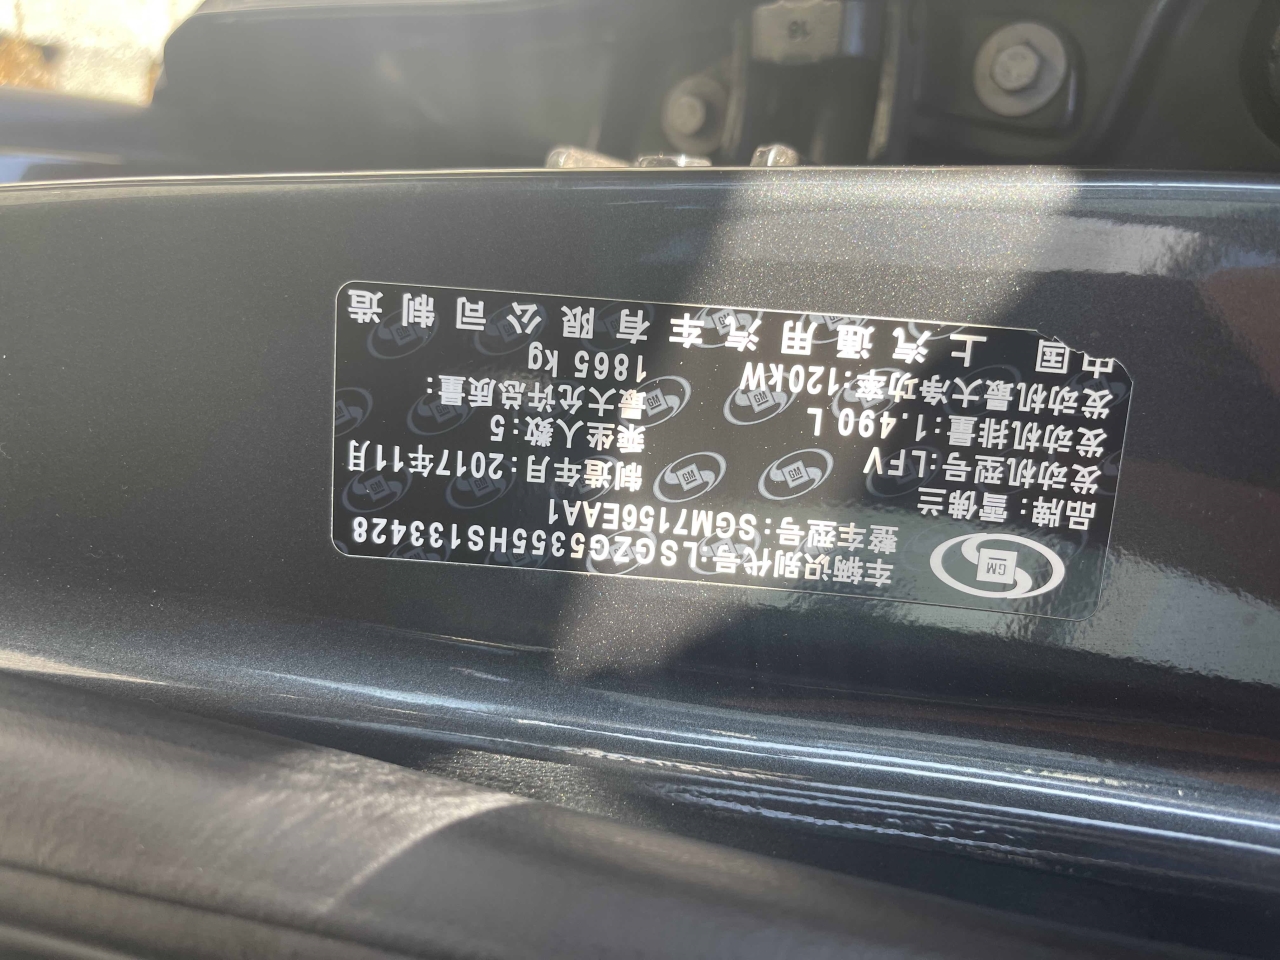 车辆识别代号:LSGZG5355HS133428
整车型号:SGM7156EAA1
品牌:雪佛兰
制造年月:2017年11月
发动机型号:LFV
乘坐人数:5
发动机排量:1.490 L
最大允许总质量:
发动机最大净功率:120kW
1865 kg
中国 上汽通用汽车有限公司制造
GM
16